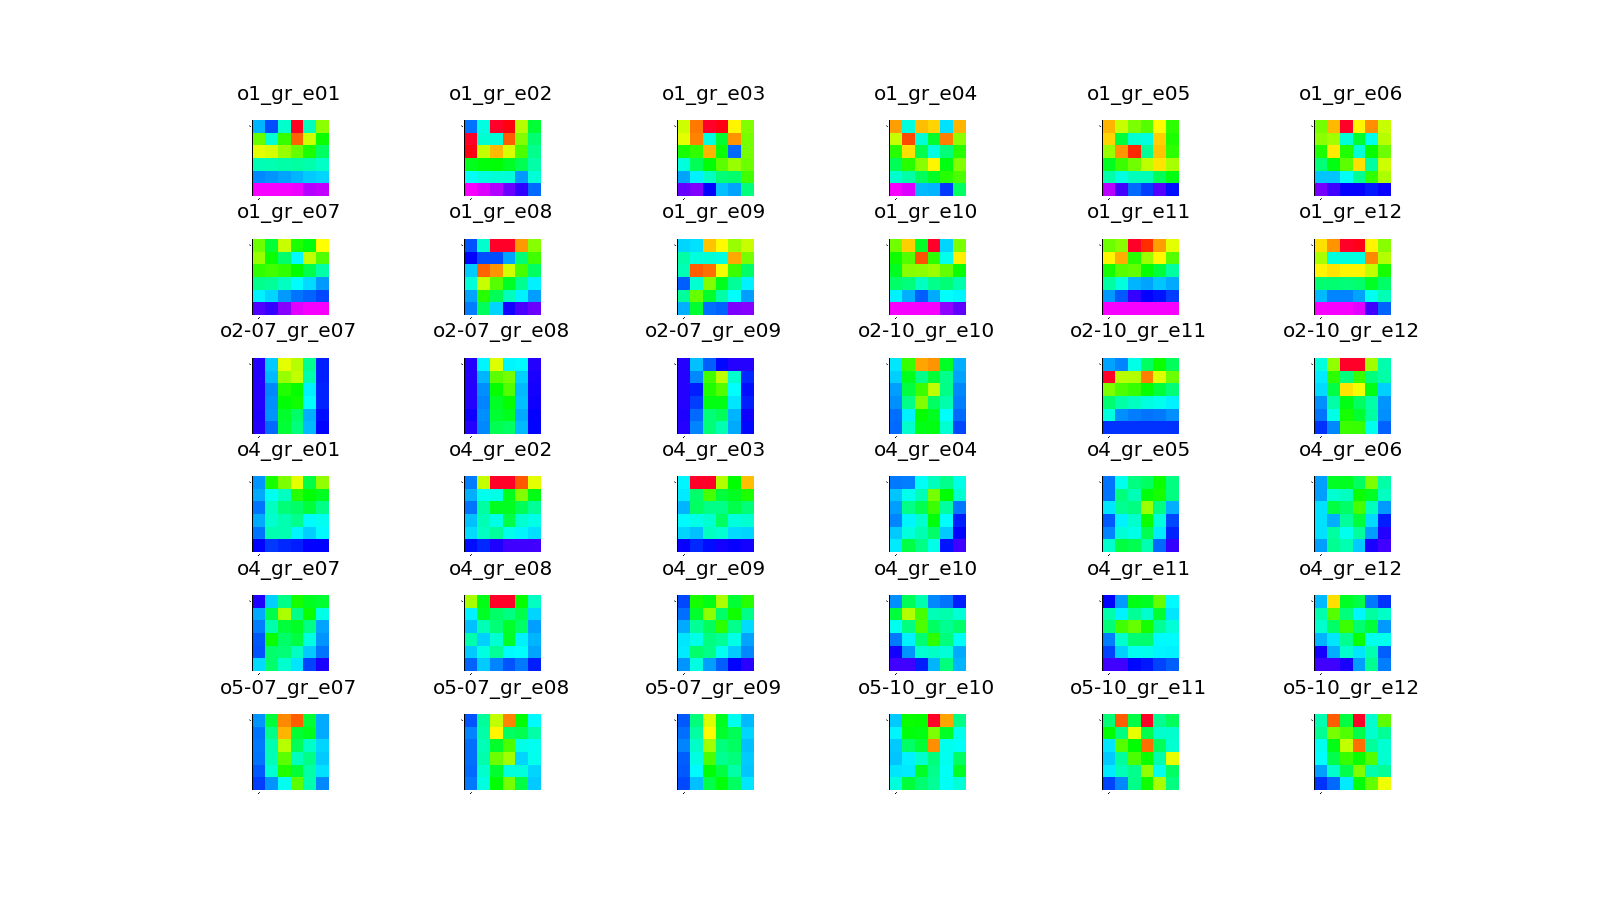 o1_gr_e01 o1_gr_e02 o1_gr_e03 o1_gr_e04 o1_gr_e05 o1_gr_e06
o1_gr_e07 o1_gr_e08 o1_gr_e09 o1_gr_e10 o1_gr_e11 o1_gr_e12
o2-07_gr_e07 o2-07_gr_e08 o2-07_gr_e09 o2-10_gr_e10 o2-10_gr_e11 o2-10_gr_e12
o4_gr_e01 o4_gr_e02 o4_gr_e03 o4_gr_e04 o4_gr_e05 o4_gr_e06
o4_gr_e07 o4_gr_e08 o4_gr_e09 o4_gr_e10 o4_gr_e11 o4_gr_e12
o5-07_gr_e07 o5-07_gr_e08 o5-07_gr_e09 o5-10_gr_e10 o5-10_gr_e11 o5-10_gr_e12